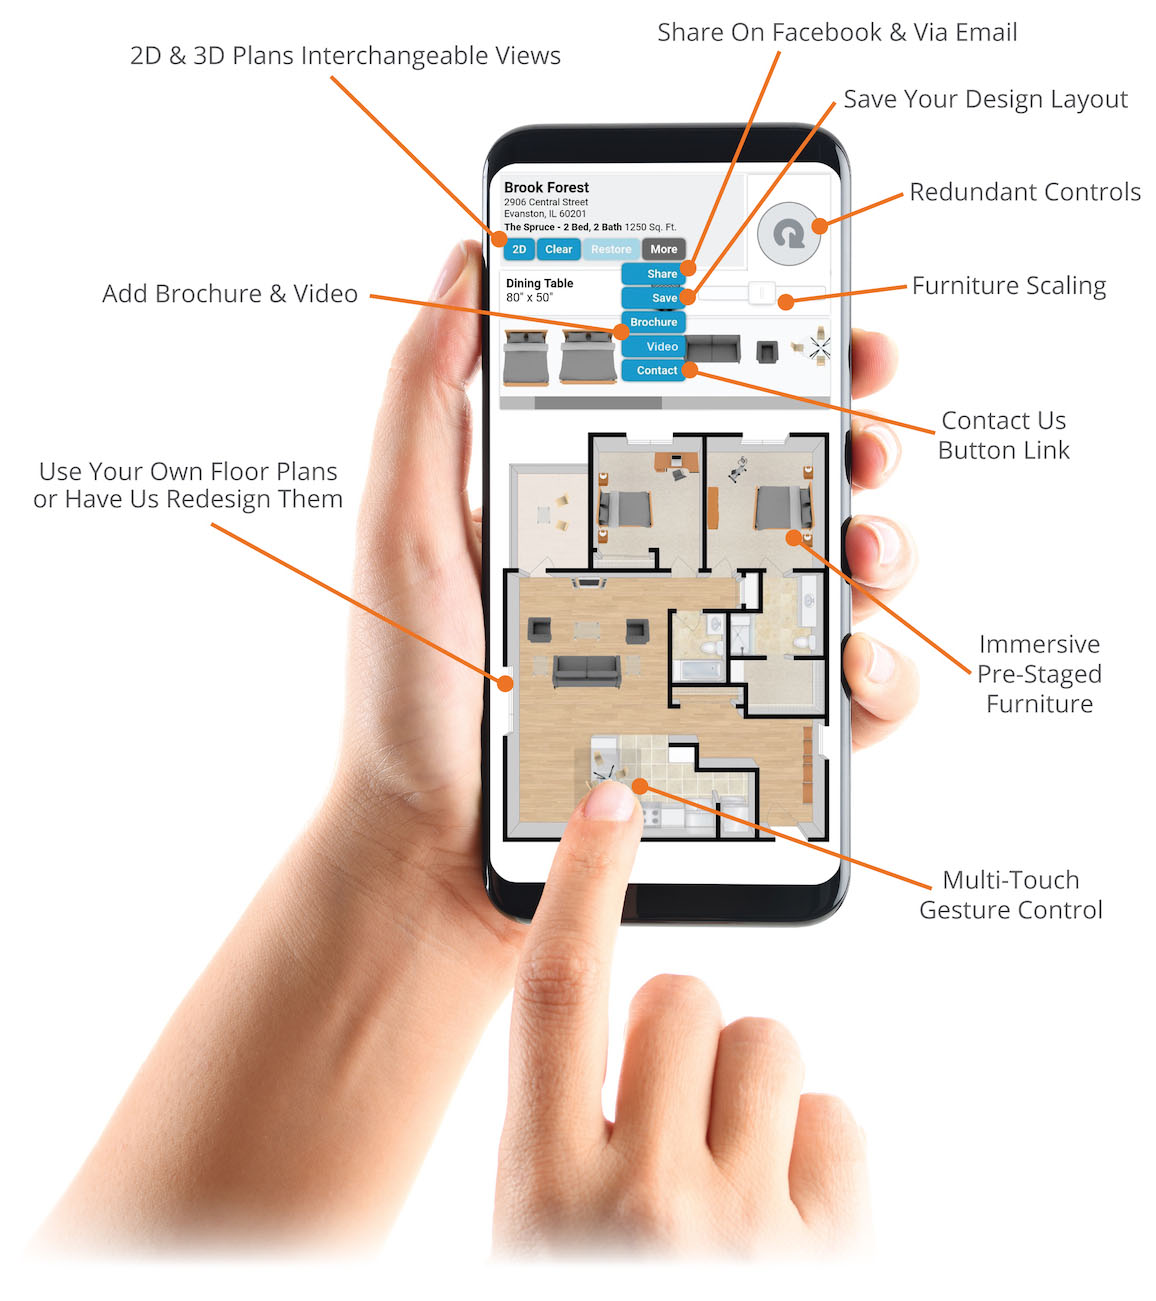 Share On Facebook & Via Email
2D & 3D Plans Interchangeable Views
Save Your Design Layout
Redundant Controls
Brook Forest
2906 Central Street
Evanston, IL 60201
The Spruce - 2 Bed, 2 Bath 1250 Sq. Ft.
2D Clear Restore More
Share
Save
Brochure
Video
Contact
Dining Table
80" x 50"
Add Brochure & Video
Furniture Scaling
Contact Us
Button Link
Use Your Own Floor Plans
or Have Us Redesign Them
Immersive
Pre-Staged
Furniture
Multi-Touch
Gesture Control